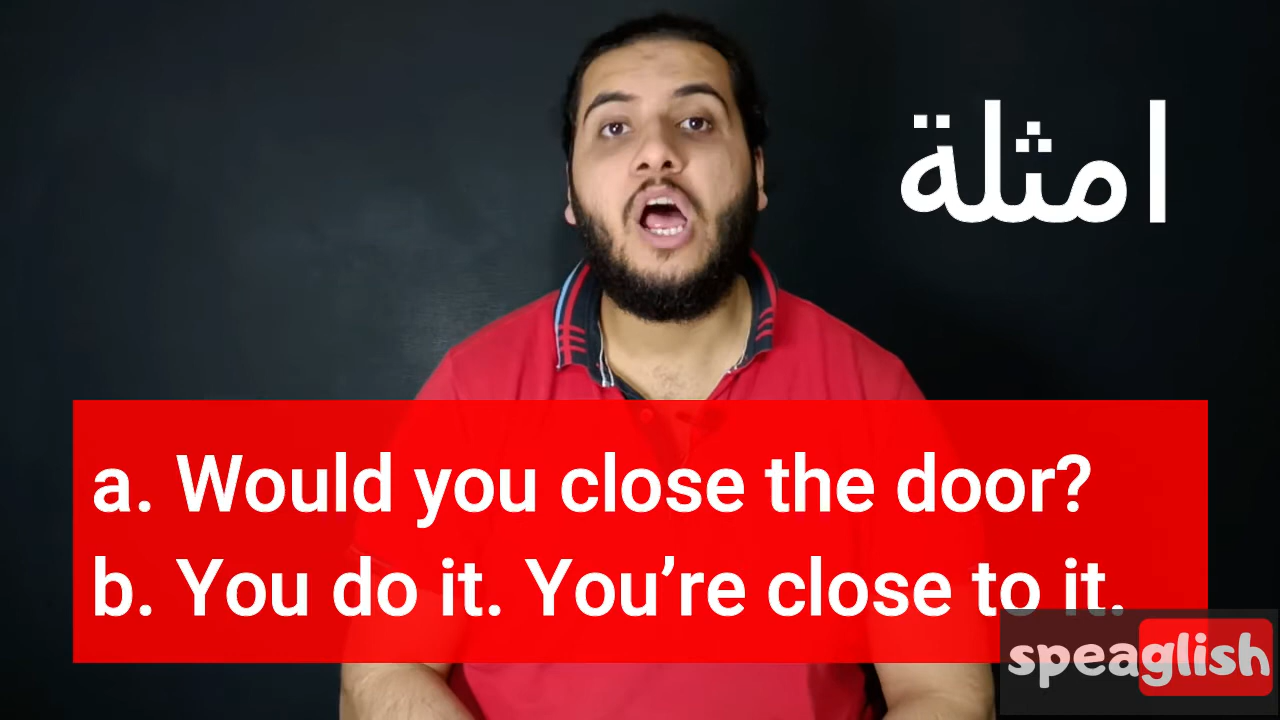 امثلة
a. Would you close the door?
b. You do it. You’re close to it.
speaglish